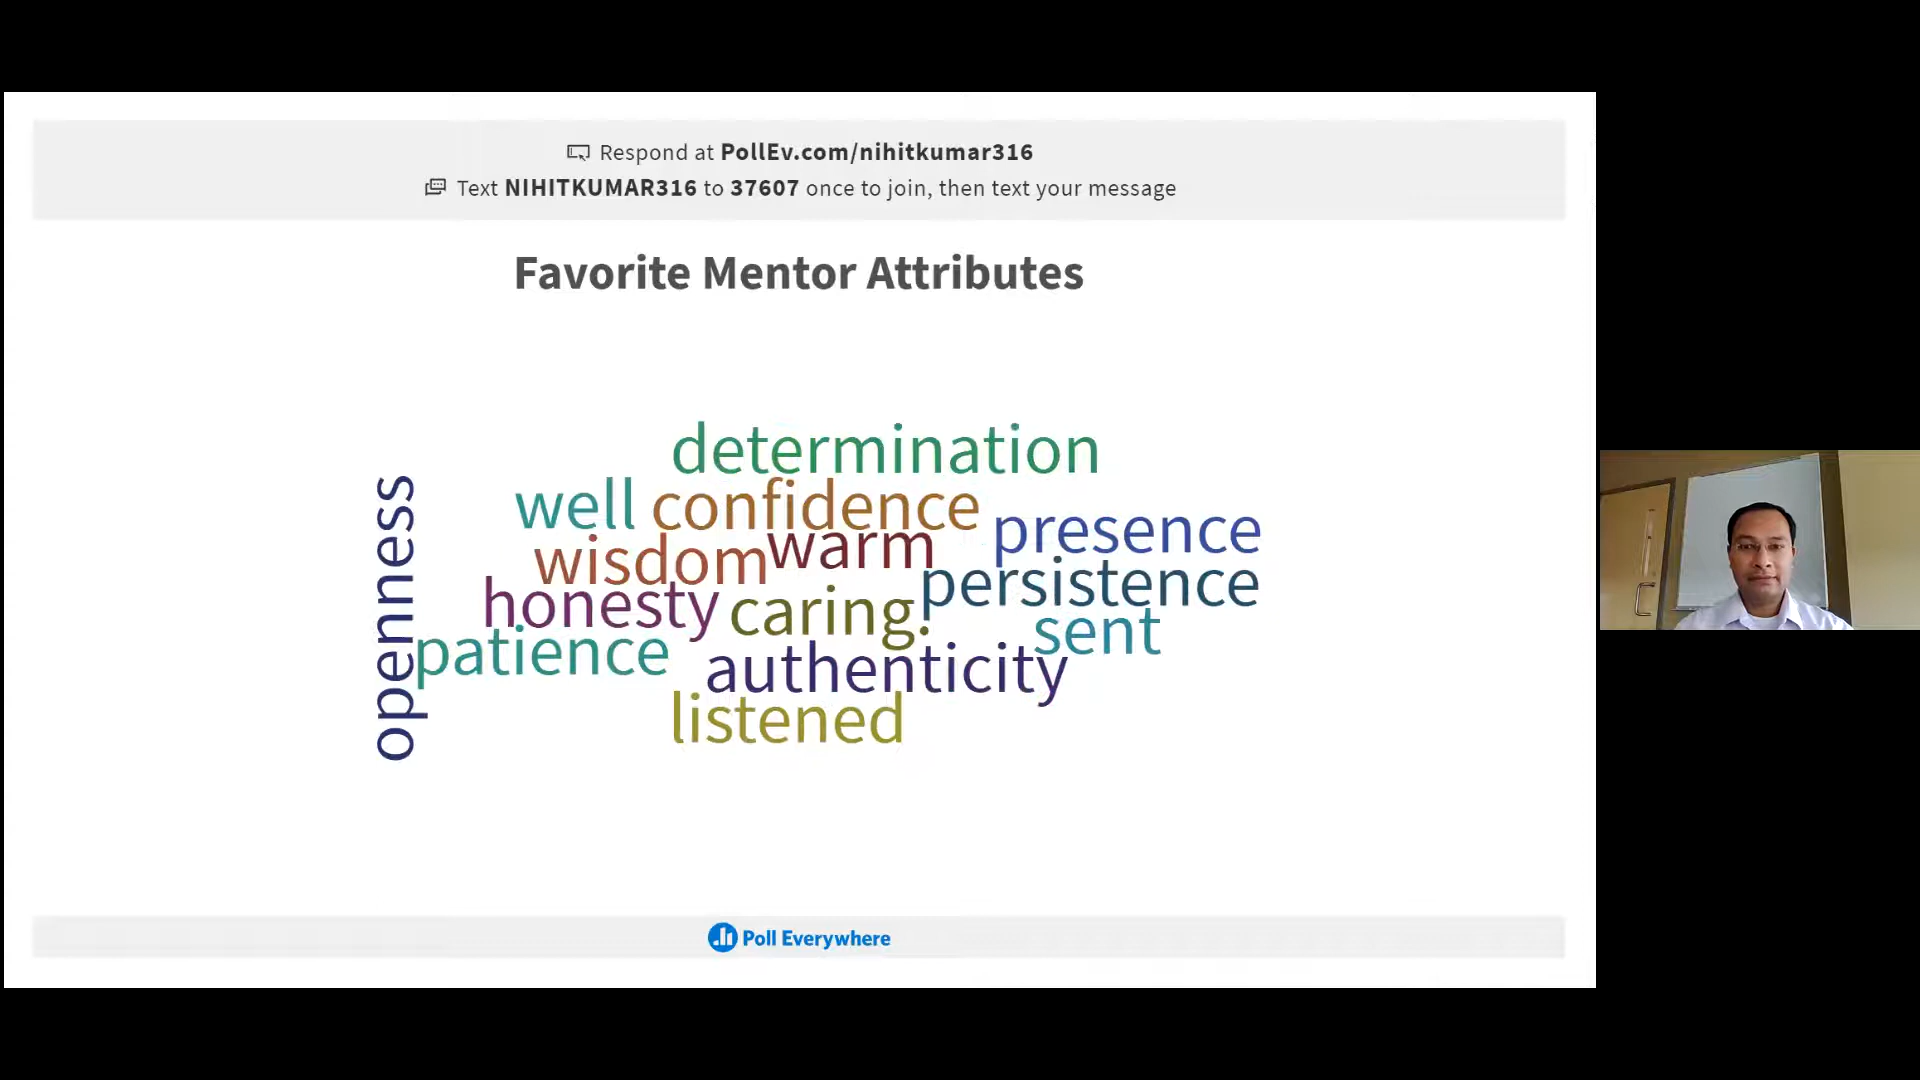 Respond at PollEv.com/nihitkumar316
Text NIHITKUMAR316 to 37607 once to join, then text your message
Favorite Mentor Attributes
determination
well confidence
presence
wisdom warm
persistence
honesty caring.
sent
patience
authenticity
listened
openness
Poll Everywhere